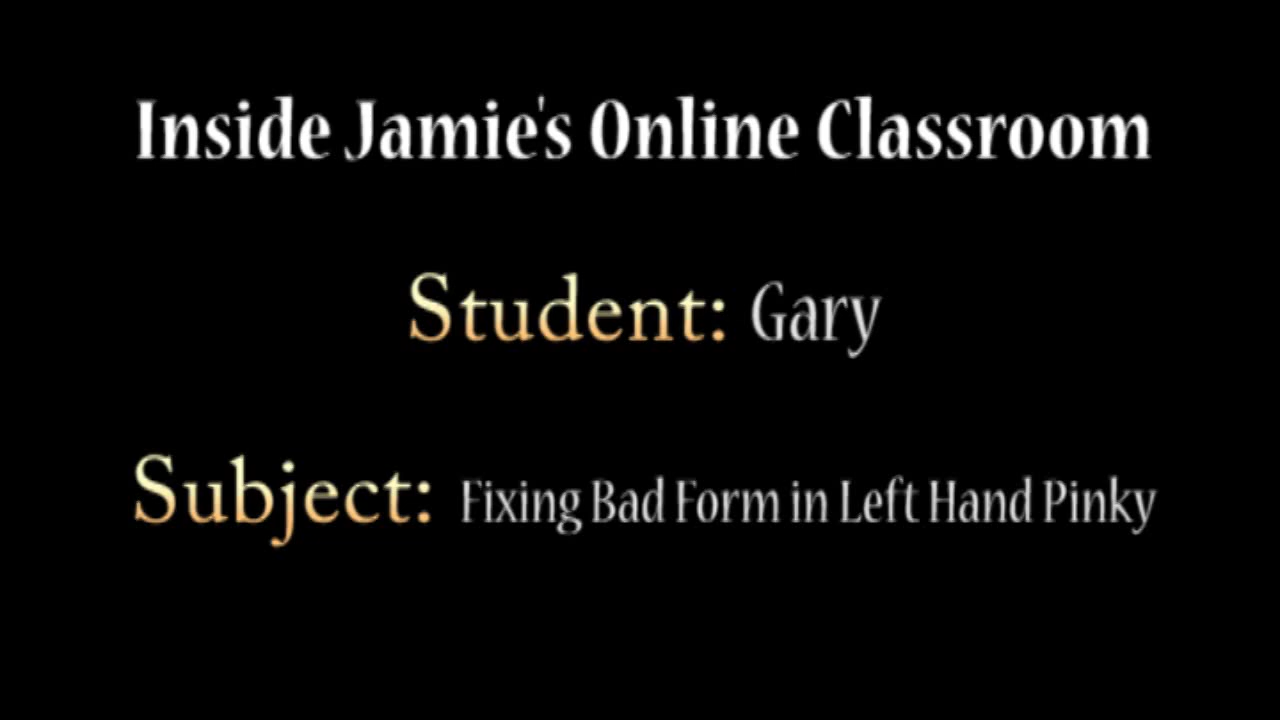 Inside Jamie's Online Classroom
Student: Gary
Subject: Fixing Bad Form in Left Hand Pinky